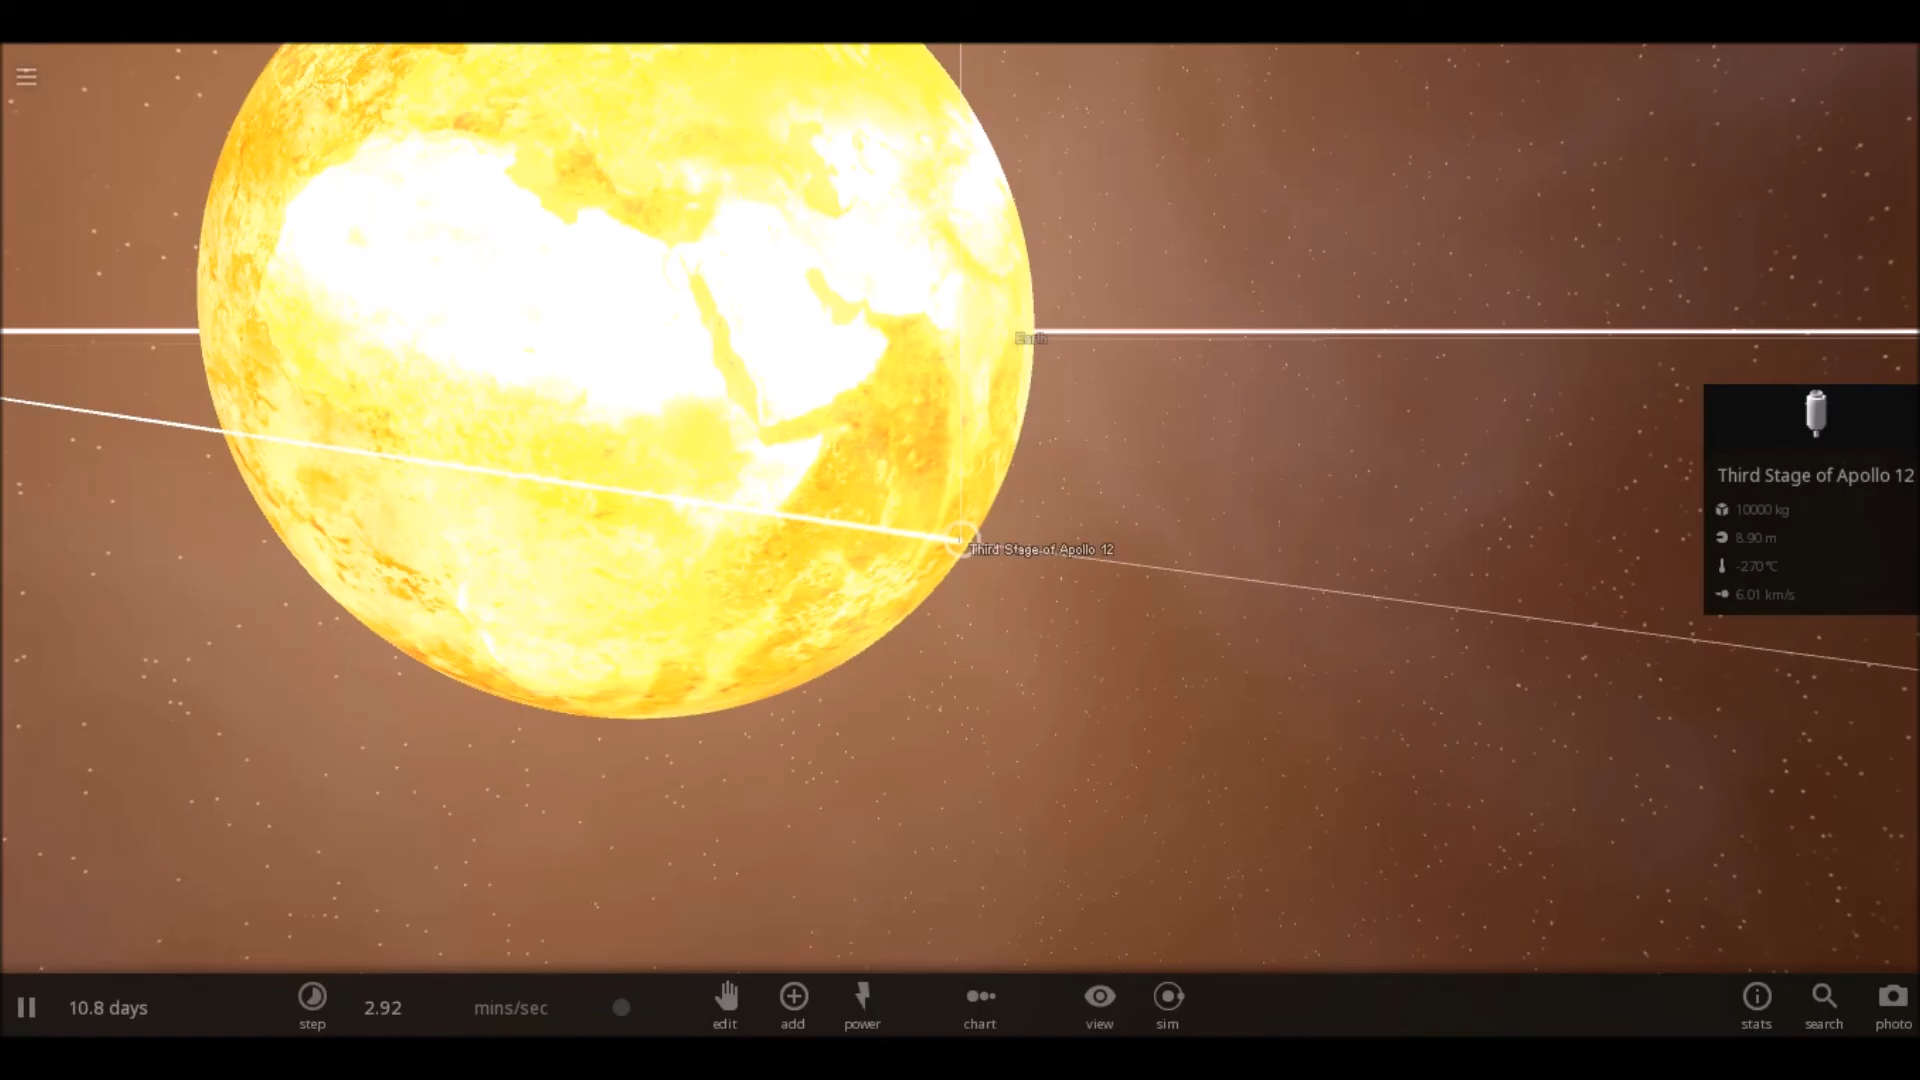 Earth
Third Stage of Apollo 12
Third Stage of Apollo 12
10000 kg
8.90 m
-270°C
6.01 km/s
10.8 days
step
2.92
mins/sec
edit
add
power
chart
view
sim
stats
search
photo